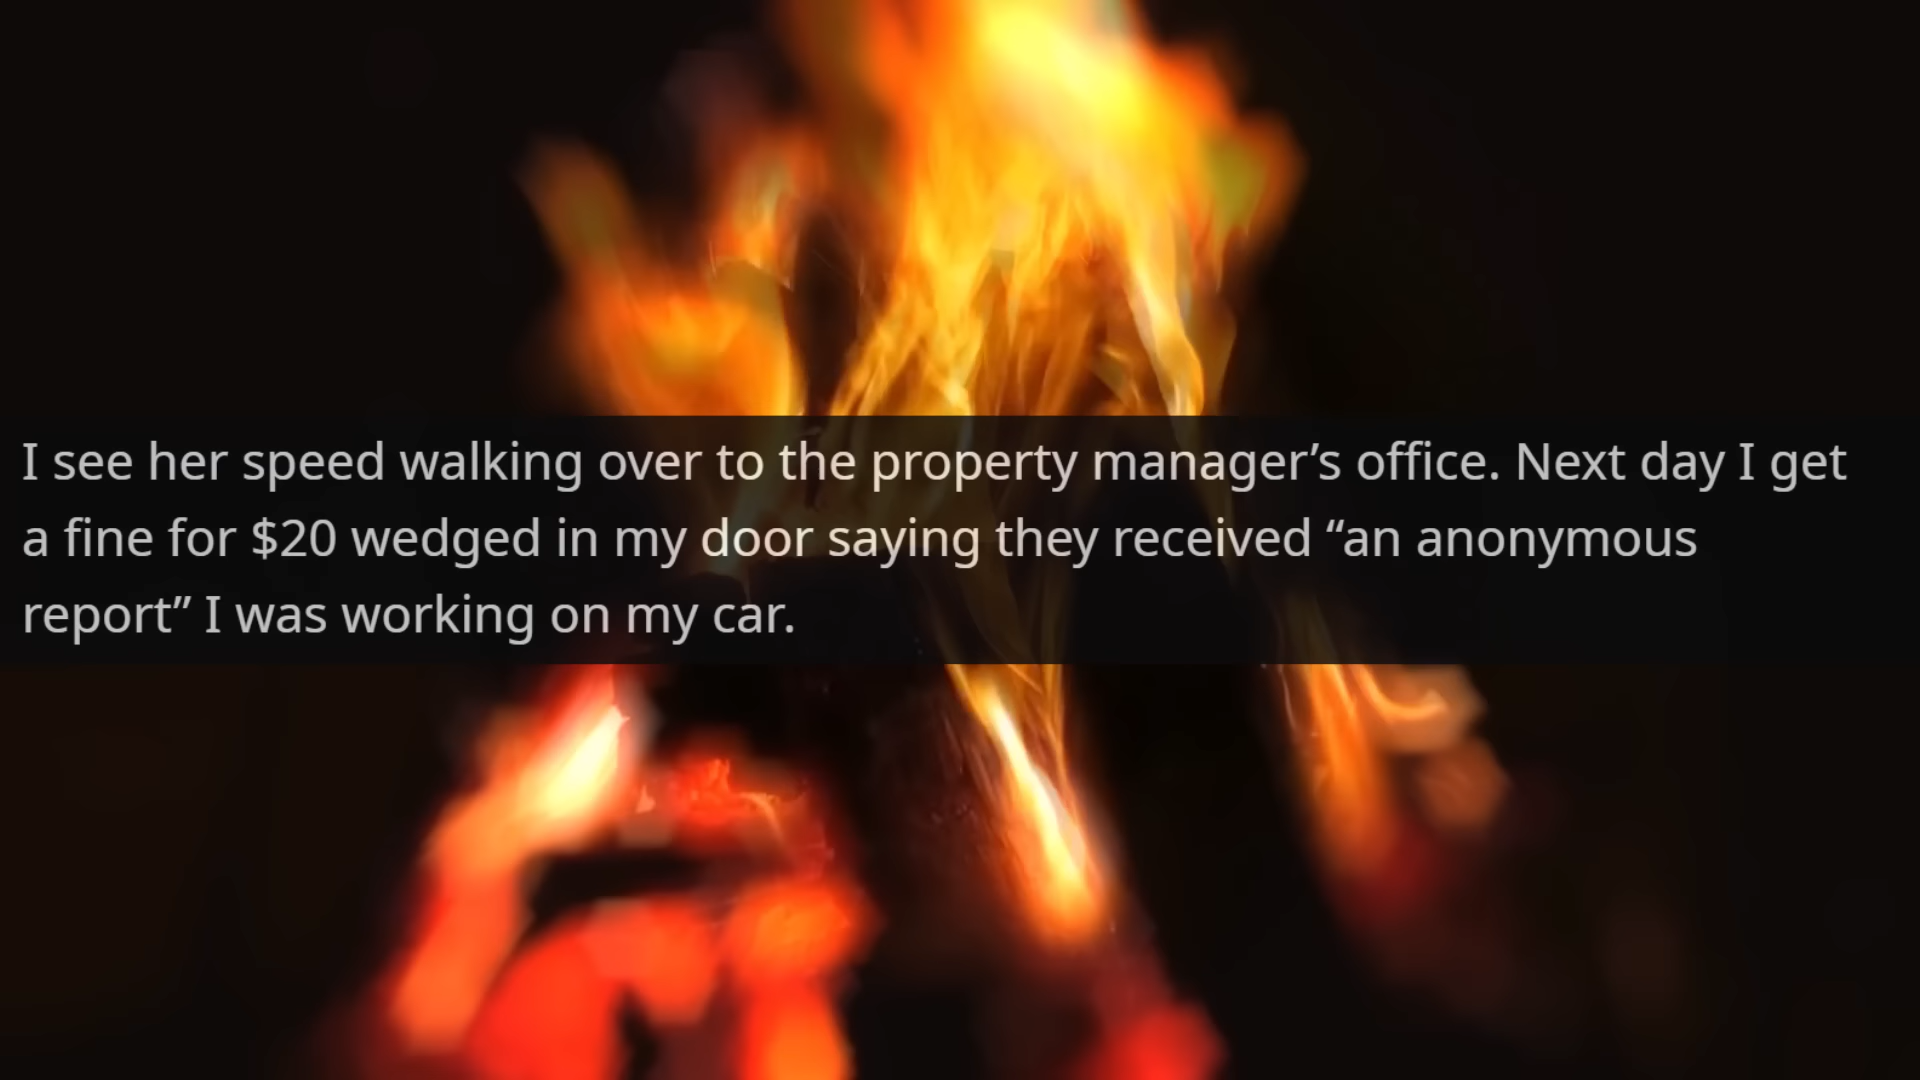 I see her speed walking over to the property manager’s office. Next day I get
a fine for $20 wedged in my door saying they received “an anonymous
report” I was working on my car.